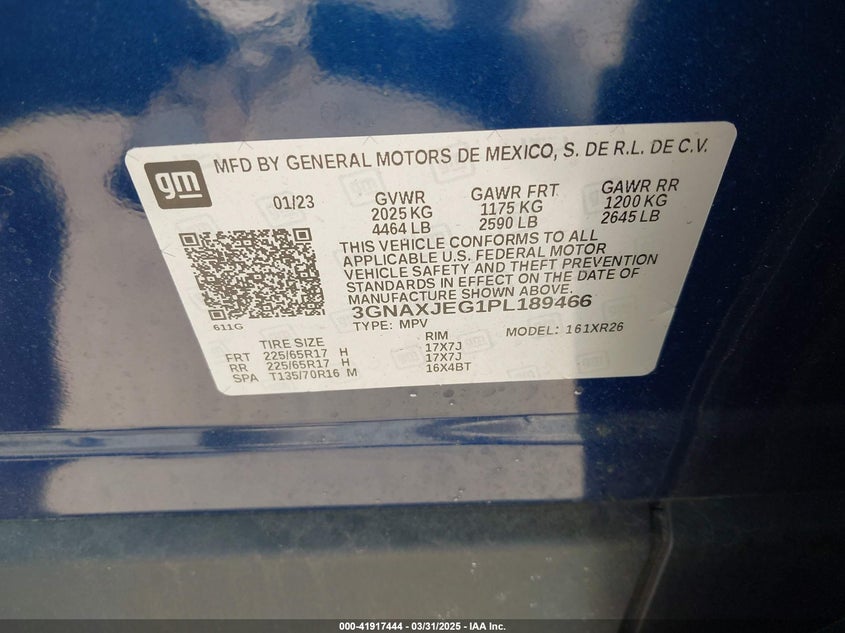 gm
MFD BY GENERAL MOTORS DE MEXICO, S. DE R.L. DE C.V.
01/23 GVWR GAWR FRT GAWR RR
2025 KG 1175 KG 1200 KG
4464 LB 2590 LB 2645 LB
THIS VEHICLE CONFORMS TO ALL
APPLICABLE U.S. FEDERAL MOTOR
VEHICLE SAFETY AND THEFT PREVENTION
STANDARDS IN EFFECT ON THE DATE OF
MANUFACTURE SHOWN ABOVE.
3GNAXJEG1PL189466
611G
TYPE: MPV MODEL: 161XR26
TIRE SIZE RIM
FRT 225/65R17 H 17X7J
RR 225/65R17 H 17X7J
SPA T135/70R16 M 16X4BT
000-41917444 — 03/31/2025 — IAA Inc.